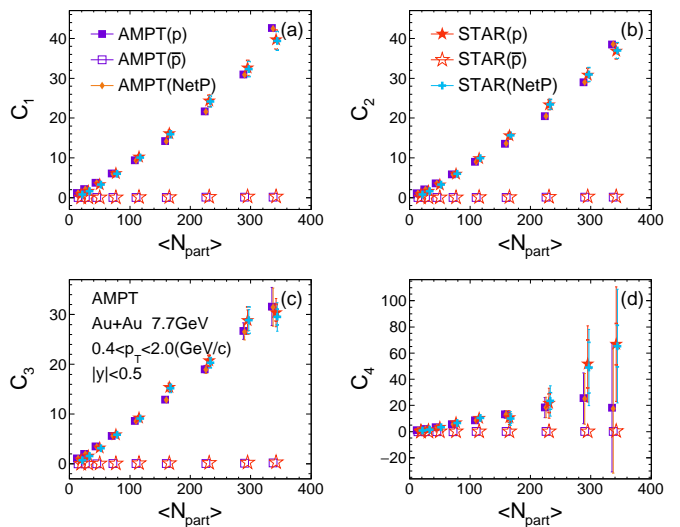 (a)
AMPT(p)
AMPT(p̅)
AMPT(NetP)
C1
40
30
20
10
0
0 100 200 300 400
<Npart>
(b)
STAR(p)
STAR(p̅)
STAR(NetP)
C2
40
30
20
10
0
0 100 200 300 400
<Npart>
(c)
AMPT
Au+Au 7.7GeV
0.4<pT<2.0(GeV/c)
|y|<0.5
C3
30
20
10
0
0 100 200 300 400
<Npart>
(d)
C4
100
80
60
40
20
0
−20
0 100 200 300 400
<Npart>